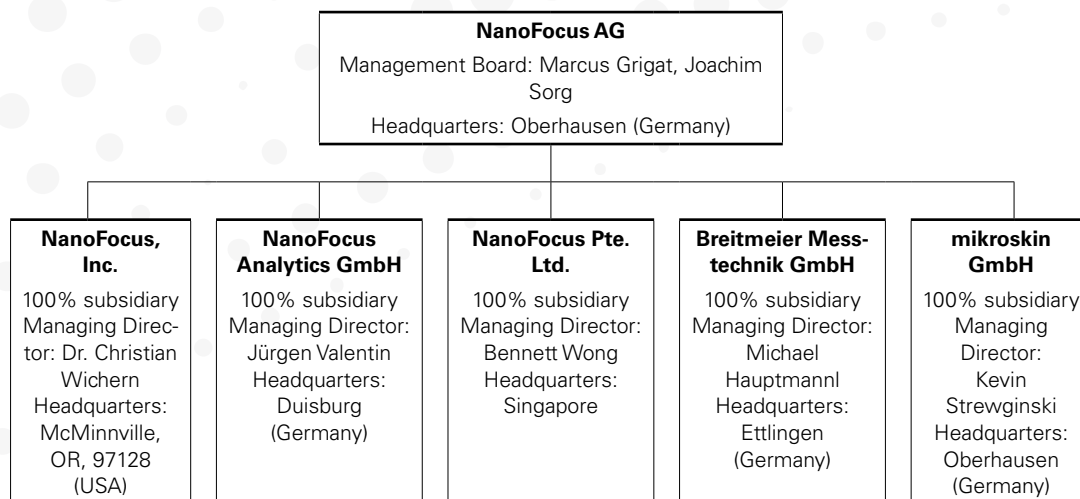 NanoFocus AG
Management Board: Marcus Grigat, Joachim
Sorg
Headquarters: Oberhausen (Germany)
NanoFocus,
Inc.
100% subsidiary
Managing Direc-
tor: Dr. Christian
Wichern
Headquarters:
McMinnville,
OR, 97128
(USA)
NanoFocus
Analytics GmbH
100% subsidiary
Managing Director:
Jürgen Valentin
Headquarters:
Duisburg
(Germany)
NanoFocus Pte.
Ltd.
100% subsidiary
Managing Director:
Bennett Wong
Headquarters:
Singapore
Breitmeier Mess-
technik GmbH
100% subsidiary
Managing Director:
Michael
Hauptmannl
Headquarters:
Ettlingen
(Germany)
mikroskin
GmbH
100% subsidiary
Managing
Director:
Kevin
Strewginski
Headquarters:
Oberhausen
(Germany)